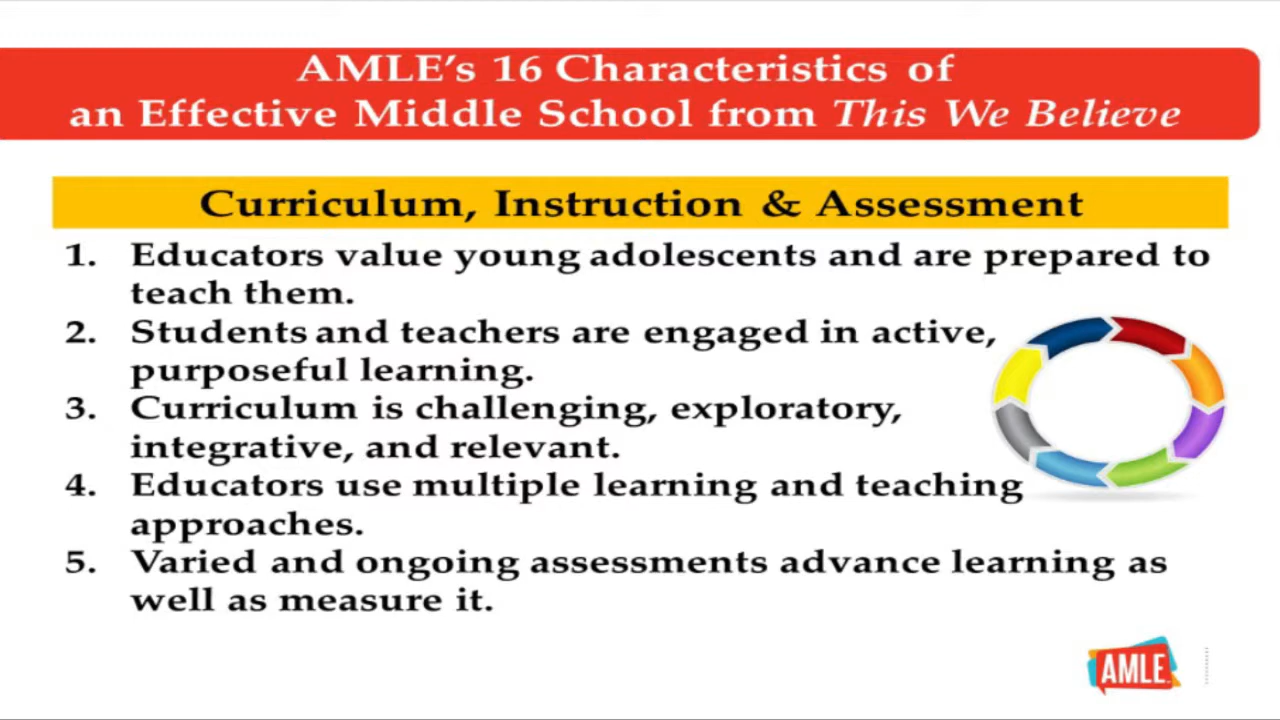 AMLE's 16 Characteristics of
an Effective Middle School from This We Believe
Curriculum, Instruction & Assessment
1. Educators value young adolescents and are prepared to
teach them.
2. Students and teachers are engaged in active,
purposeful learning.
3. Curriculum is challenging, exploratory,
integrative, and relevant.
4. Educators use multiple learning and teaching
approaches.
5. Varied and ongoing assessments advance learning as
well as measure it.
AMLE